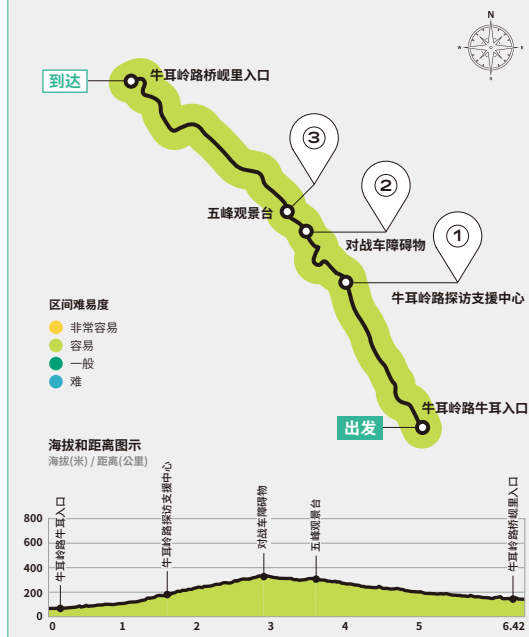 N
W
E
S
到达
牛耳岭路桥岘里入口
3
2
五峰观景台
对战车障碍物
1
牛耳岭路探访支援中心
区间难易度
非常容易
容易
一般
难
牛耳岭路牛耳入口
出发
海拔和距离图示
海拔(米) / 距离(公里)
牛耳岭路牛耳入口
牛耳岭路探访支援中心
对战车障碍物
五峰观景台
牛耳岭路桥岘里入口
800
600
400
200
0
0 1 2 3 4 5 6.42